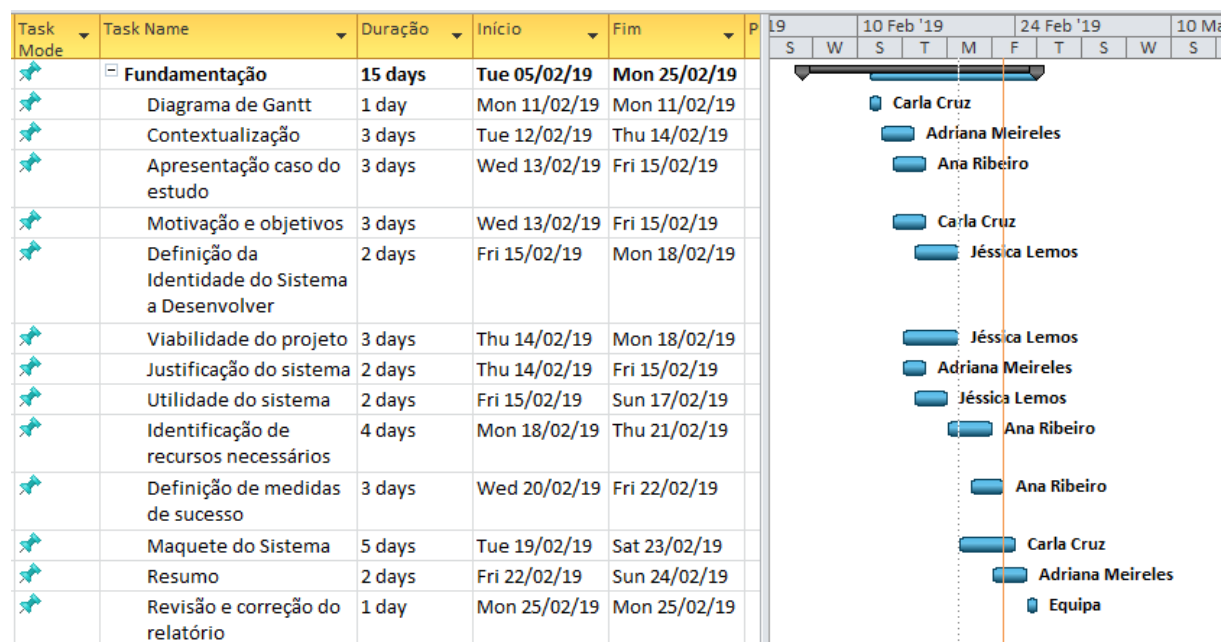 Task Mode Task Name Duração Início Fim P 19 10 Feb '19 24 Feb '19 10 Ma
S W S T M F T S W S
Fundamentação 15 days Tue 05/02/19 Mon 25/02/19
Diagrama de Gantt 1 day Mon 11/02/19 Mon 11/02/19 Carla Cruz
Contextualização 3 days Tue 12/02/19 Thu 14/02/19 Adriana Meireles
Apresentação caso do 3 days Wed 13/02/19 Fri 15/02/19 Ana Ribeiro
estudo
Motivação e objetivos 3 days Wed 13/02/19 Fri 15/02/19 Carla Cruz
Definição da 2 days Fri 15/02/19 Mon 18/02/19 Jéssica Lemos
Identidade do Sistema
a Desenvolver
Viabilidade do projeto 3 days Thu 14/02/19 Mon 18/02/19 Jéssica Lemos
Justificação do sistema 2 days Thu 14/02/19 Fri 15/02/19 Adriana Meireles
Utilidade do sistema 2 days Fri 15/02/19 Sun 17/02/19 Jéssica Lemos
Identificação de 4 days Mon 18/02/19 Thu 21/02/19 Ana Ribeiro
recursos necessários
Definição de medidas 3 days Wed 20/02/19 Fri 22/02/19 Ana Ribeiro
de sucesso
Maquete do Sistema 5 days Tue 19/02/19 Sat 23/02/19 Carla Cruz
Resumo 2 days Fri 22/02/19 Sun 24/02/19 Adriana Meireles
Revisão e correção do 1 day Mon 25/02/19 Mon 25/02/19 Equipa
relatório